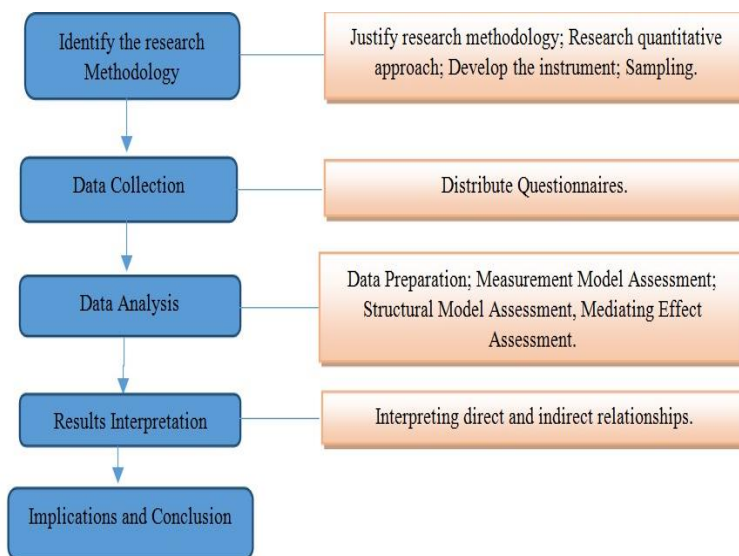 Identify the research
Methodology
Justify research methodology; Research quantitative
approach; Develop the instrument; Sampling.
Data Collection
Distribute Questionnaires.
Data Analysis
Data Preparation; Measurement Model Assessment;
Structural Model Assessment, Mediating Effect
Assessment.
Results Interpretation
Interpreting direct and indirect relationships.
Implications and Conclusion